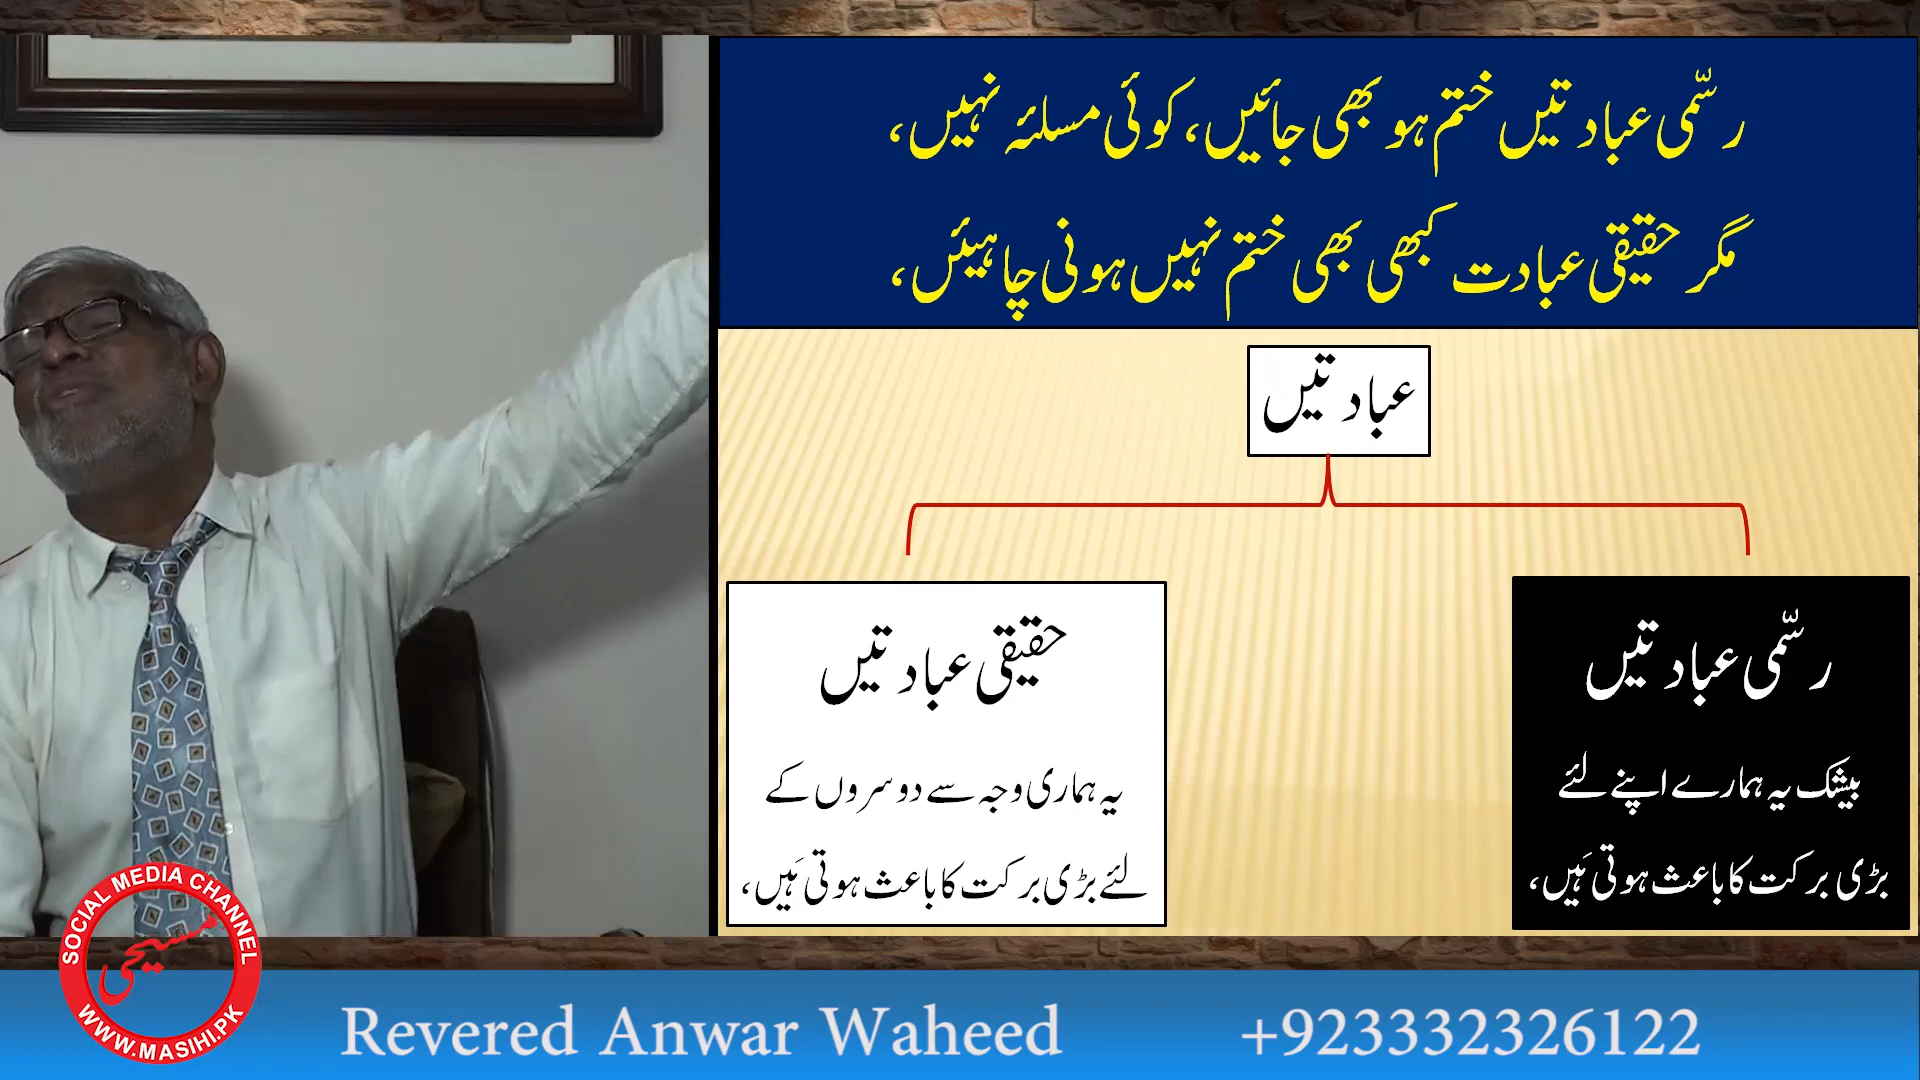 رسّمی عبادتیں ختم ہو بھی جائیں، کوئی مسلئہ نہیں،
مگر حقیقی عبادت کبھی بھی ختم نہیں ہونی چاہیئں،
عبادتیں
رسّمی عبادتیں
بیشک یہ ہمارے اپنے لئے
بڑی برکت کا باعث ہوتی ہَیں،
حقیقی عبادتیں
یہ ہماری وجہ سے دوسروں کے
لئے بڑی برکت کا باعث ہوتی ہَیں،
SOCIAL MEDIA CHANNEL
مسیحی
WWW.MASIHI.PK
Revered Anwar Waheed
+923332326122